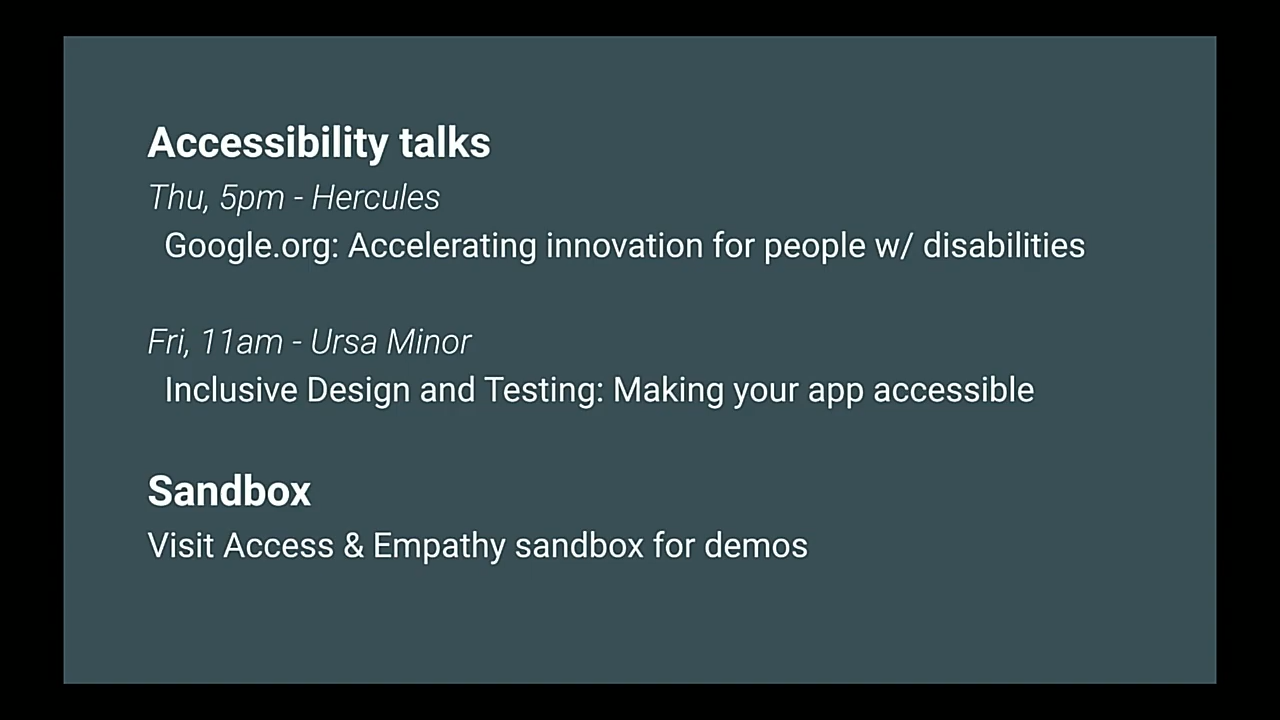 Accessibility talks
Thu, 5pm - Hercules
Google.org: Accelerating innovation for people w/ disabilities
Fri, 11am - Ursa Minor
Inclusive Design and Testing: Making your app accessible
Sandbox
Visit Access & Empathy sandbox for demos